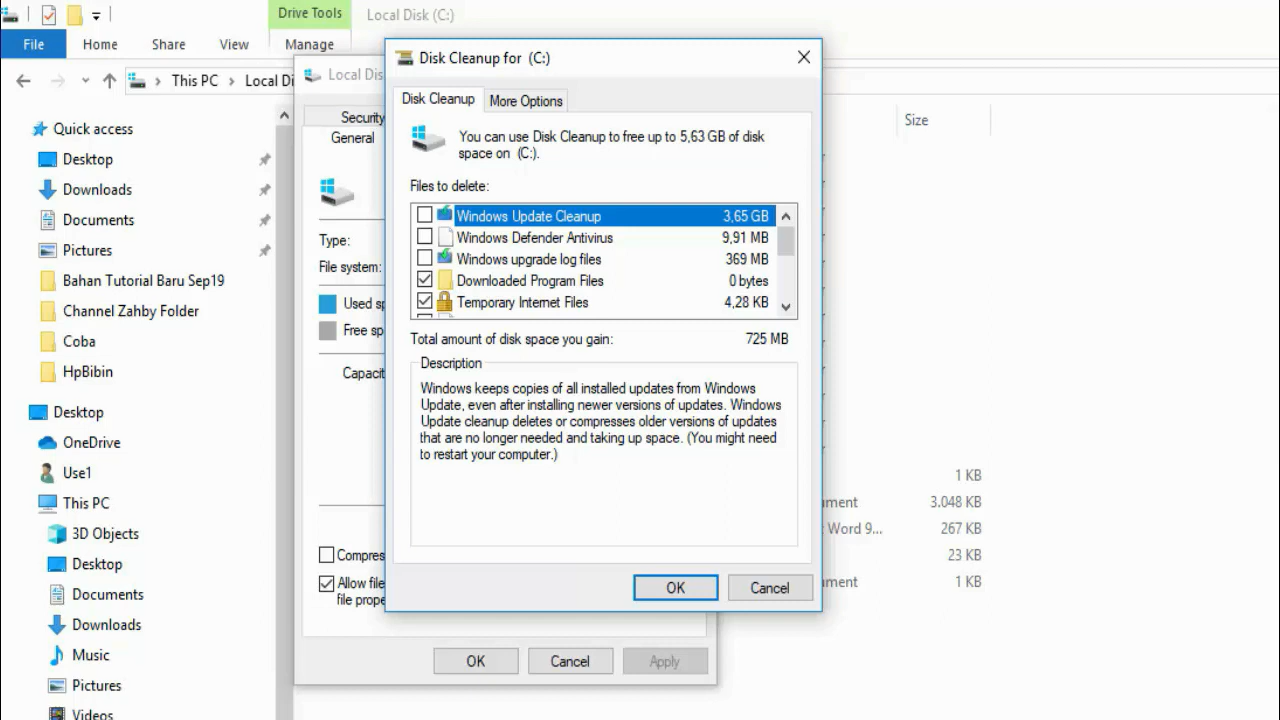 Drive Tools
Local Disk (C:)
File
Home
Share
View
Manage
This PC
Local Di
Size
Quick access
Desktop
Downloads
Documents
Pictures
Bahan Tutorial Baru Sep19
Channel Zahby Folder
Coba
HpBibin
Desktop
OneDrive
Use1
This PC
3D Objects
Desktop
Documents
Downloads
Music
Pictures
Videos
Local Dis
Security
General
Type:
File system:
Used sp
Free sp
Capacit
Compres
Allow file
file prope
OK
Cancel
Apply
Disk Cleanup for (C:)
Disk Cleanup
More Options
You can use Disk Cleanup to free up to 5,63 GB of disk
space on (C:).
Files to delete:
Windows Update Cleanup 3,65 GB
Windows Defender Antivirus 9,91 MB
Windows upgrade log files 369 MB
Downloaded Program Files 0 bytes
Temporary Internet Files 4,28 KB
Total amount of disk space you gain: 725 MB
Description
Windows keeps copies of all installed updates from Windows
Update, even after installing newer versions of updates. Windows
Update cleanup deletes or compresses older versions of updates
that are no longer needed and taking up space. (You might need
to restart your computer.)
OK
Cancel
1 KB
ument 3.048 KB
t Word 9... 267 KB
23 KB
ument 1 KB